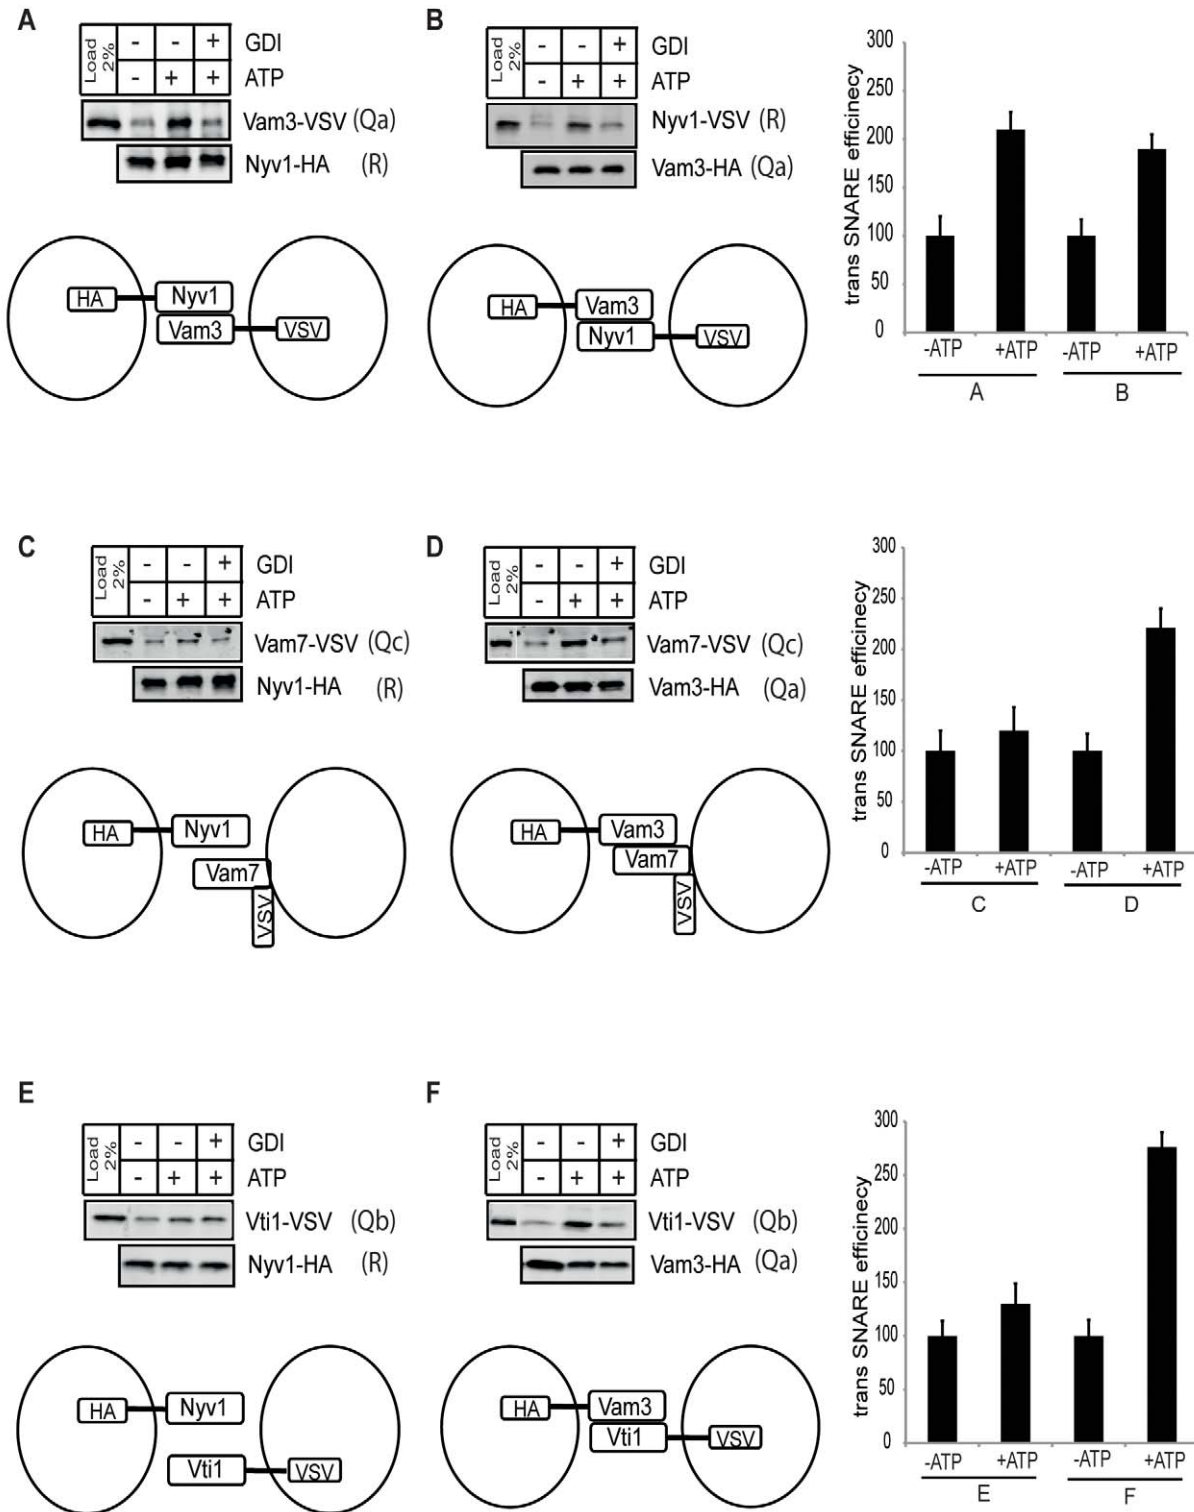 A
Load 2% - - + GDI
- + + ATP
Vam3-VSV (Qa)
Nyv1-HA (R)
HA Nyv1
Vam3 VSV
B
Load 2% - - + GDI
- + + ATP
Nyv1-VSV (R)
Vam3-HA (Qa)
HA Vam3
Nyv1 VSV
trans SNARE efficinecy
300
250
200
150
100
50
0
-ATP +ATP -ATP +ATP
A B
C
Load 2% - - + GDI
- + + ATP
Vam7-VSV (Qc)
Nyv1-HA (R)
HA Nyv1
Vam7
VSV
D
Load 2% - - + GDI
- + + ATP
Vam7-VSV (Qc)
Vam3-HA (Qa)
HA Vam3
Vam7
VSV
trans SNARE efficinecy
300
250
200
150
100
50
0
-ATP +ATP -ATP +ATP
C D
E
Load 2% - - + GDI
- + + ATP
Vti1-VSV (Qb)
Nyv1-HA (R)
HA Nyv1
Vti1 VSV
F
Load 2% - - + GDI
- + + ATP
Vti1-VSV (Qb)
Vam3-HA (Qa)
HA Vam3
Vti1 VSV
trans SNARE efficinecy
300
250
200
150
100
50
0
-ATP +ATP -ATP +ATP
E F